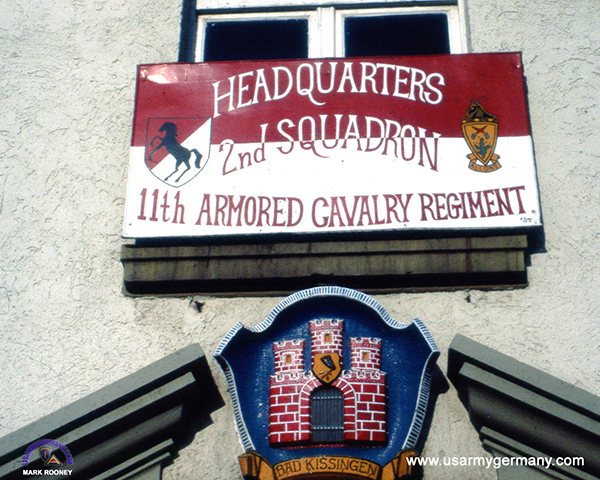 HEADQUARTERS
2nd SQUADRON
11th ARMORED CAVALRY REGIMENT
BAD KISSINGEN
MARK ROONEY
www.usarmygermany.com